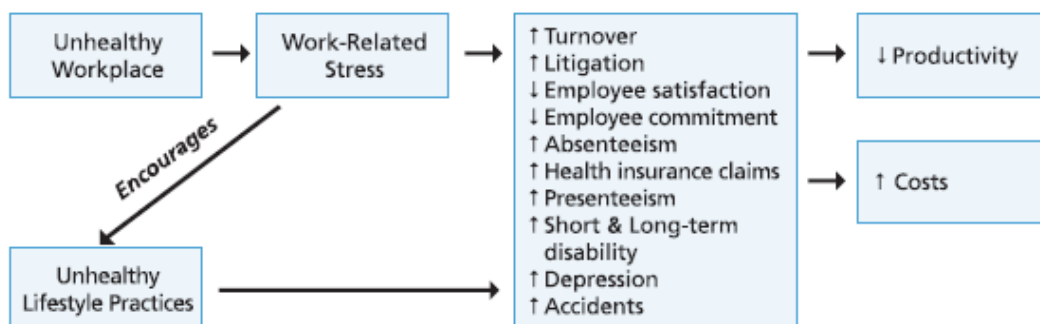 Unhealthy
Workplace
Work-Related
Stress
↑ Turnover
↑ Litigation
↓ Employee satisfaction
↓ Employee commitment
↑ Absenteeism
↑ Health insurance claims
↑ Presenteeism
↑ Short & Long-term
disability
↑ Depression
↑ Accidents
↓ Productivity
↑ Costs
Encourages
Unhealthy
Lifestyle Practices